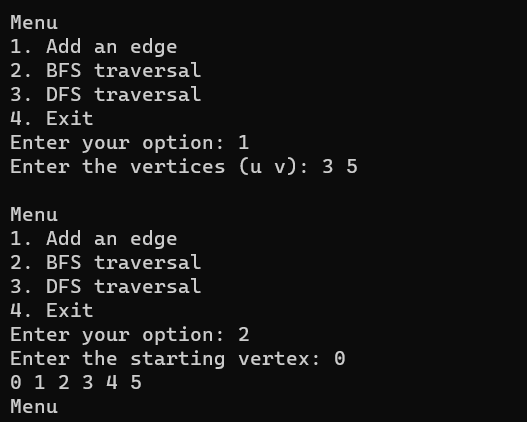 Menu
1. Add an edge
2. BFS traversal
3. DFS traversal
4. Exit
Enter your option: 1
Enter the vertices (u v): 3 5
Menu
1. Add an edge
2. BFS traversal
3. DFS traversal
4. Exit
Enter your option: 2
Enter the starting vertex: 0
0 1 2 3 4 5
Menu